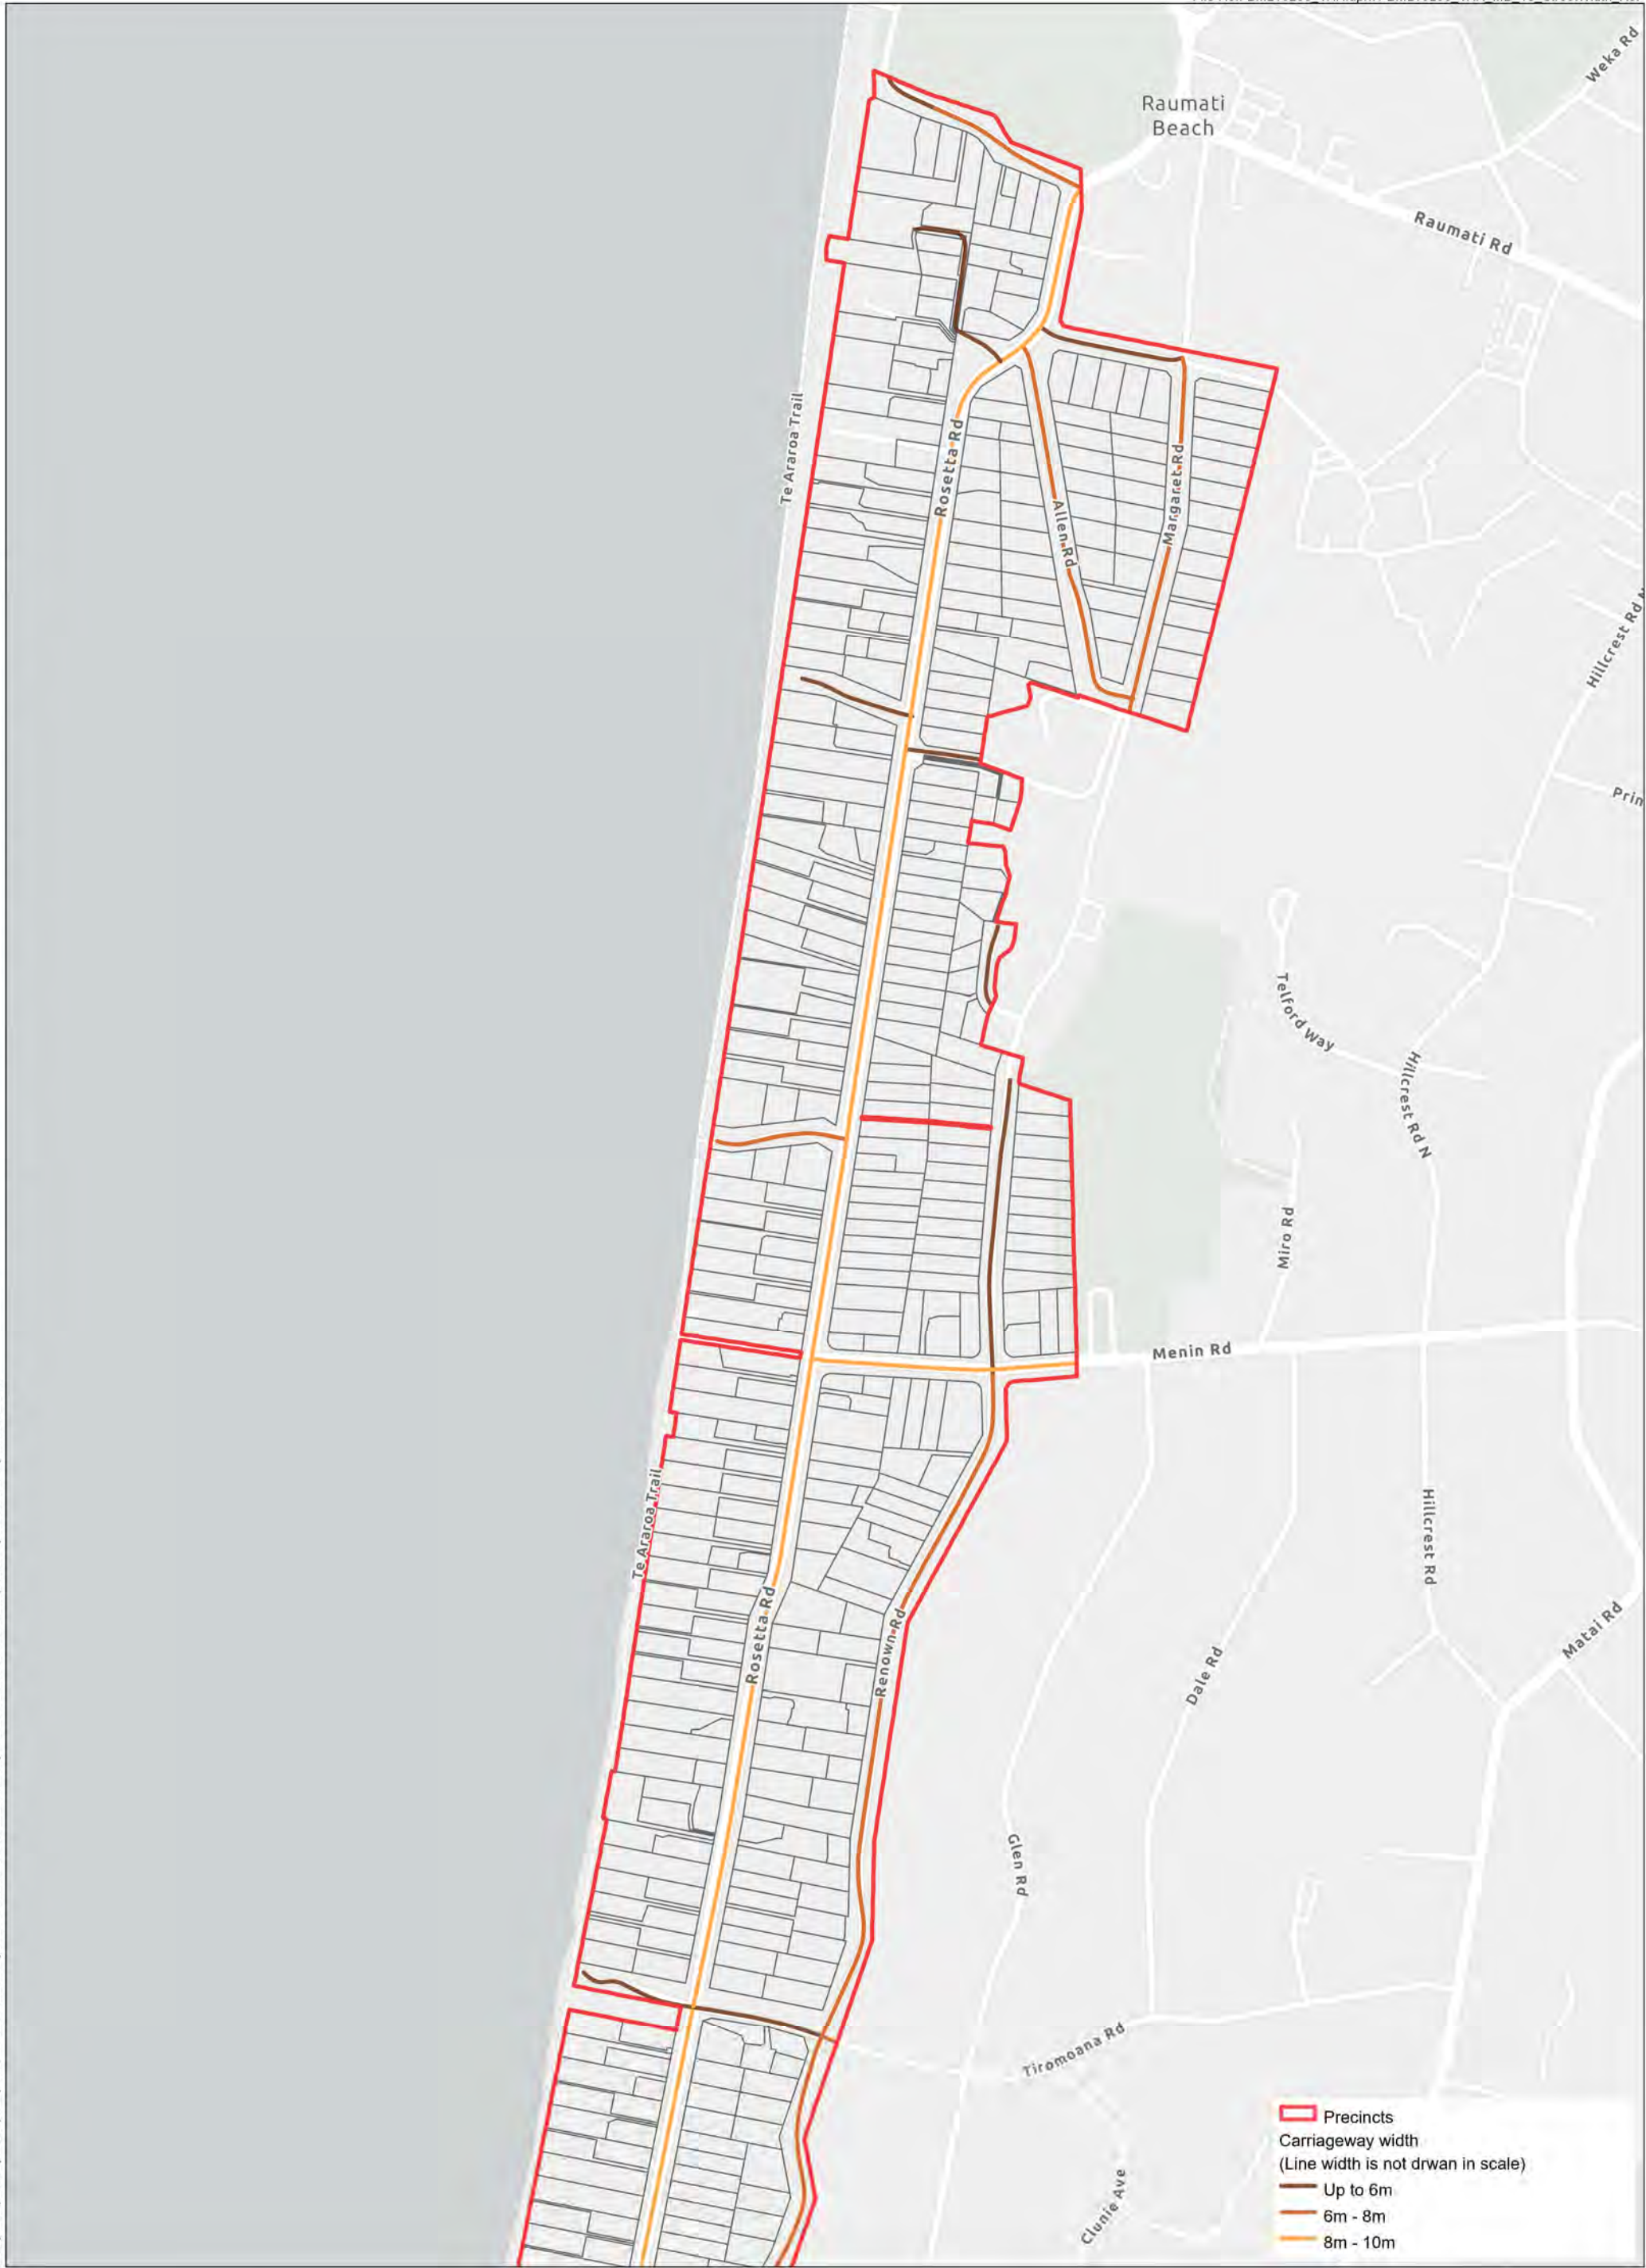 Weka Rd
Raumati
Beach
Raumati Rd
Te Araroa Trail
Rosetta Rd
Allen Rd
Margaret Rd
Hillcrest Rd N
Prin
Telford Way
Hillcrest Rd N
Miro Rd
Menin Rd
Te Araroa Trail
Hillcrest Rd
Rosetta Rd
Renown Rd
Matai Rd
Dale Rd
Glen Rd
Tiromoana Rd
Clunie Ave
Precincts
Carriageway width
(Line width is not drwan in scale)
Up to 6m
6m - 8m
8m - 10m